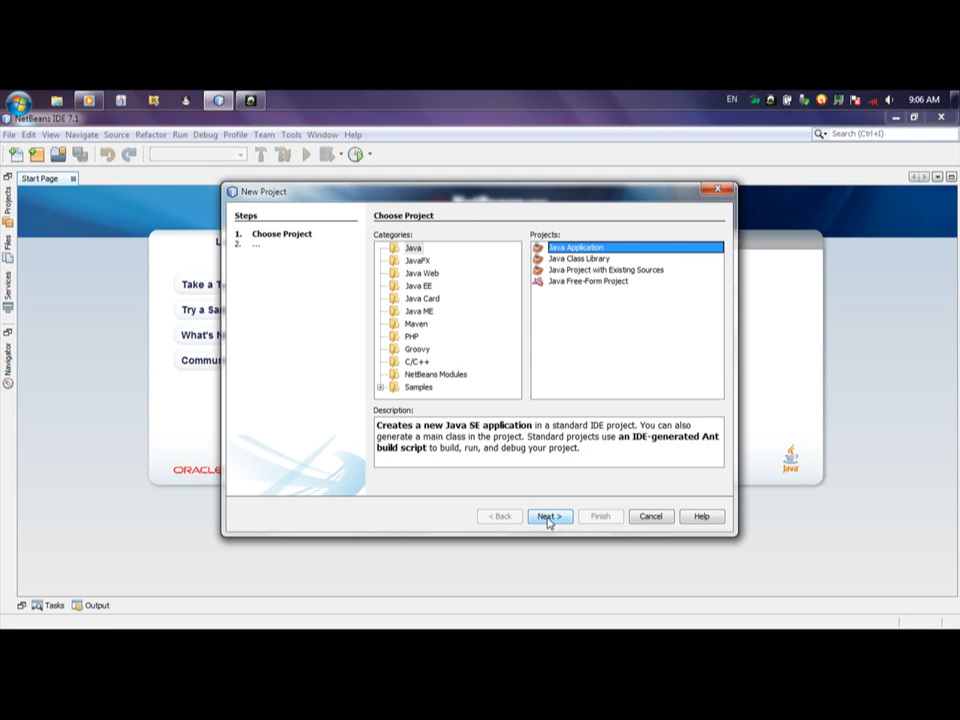 EN
9:06 AM
NetBeans IDE 7.1
File Edit View Navigate Source Refactor Run Debug Profile Team Tools Window Help
Search (Ctrl+I)
Start Page
Projects
Files
Services
Navigator
Take a
Try a
What's
ORACLE
Java
New Project
Steps
1. Choose Project
2. ...
Choose Project
Categories:
Java
JavaFX
Java Web
Java EE
Java Card
Java ME
Maven
PHP
Groovy
C/C++
NetBeans Modules
Samples
Projects:
Java Application
Java Class Library
Java Project with Existing Sources
Java Free-Form Project
Description:
Creates a new Java SE application in a standard IDE project. You can also
generate a main class in the project. Standard projects use an IDE-generated Ant
build script to build, run, and debug your project.
< Back Next > Finish Cancel Help
Tasks Output